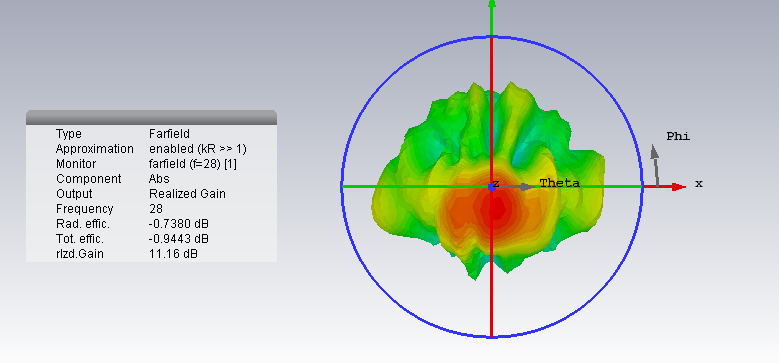 Type Farfield
Approximation enabled (kR >> 1)
Monitor farfield (f=28) [1]
Component Abs
Output Realized Gain
Frequency 28
Rad. effic. -0.7380 dB
Tot. effic. -0.9443 dB
rlzd.Gain 11.16 dB
Phi
z Theta x